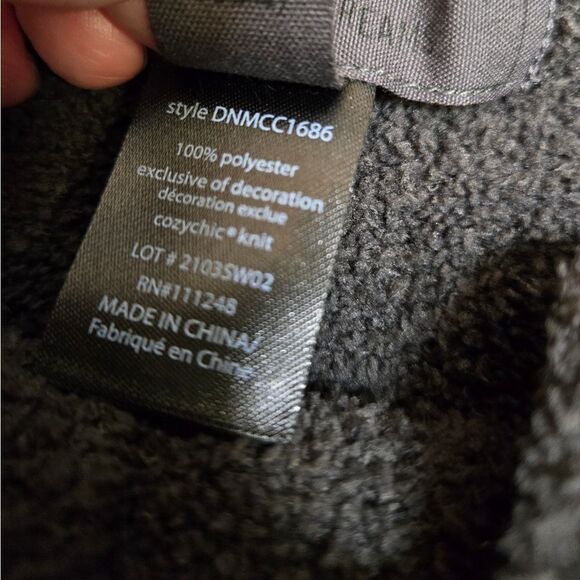 style DNMCC1686
100% polyester
exclusive of decoration
décoration exclue
cozychic® knit
LOT # 2103SW02
RN#111248
MADE IN CHINA/
Fabriqué en Chine